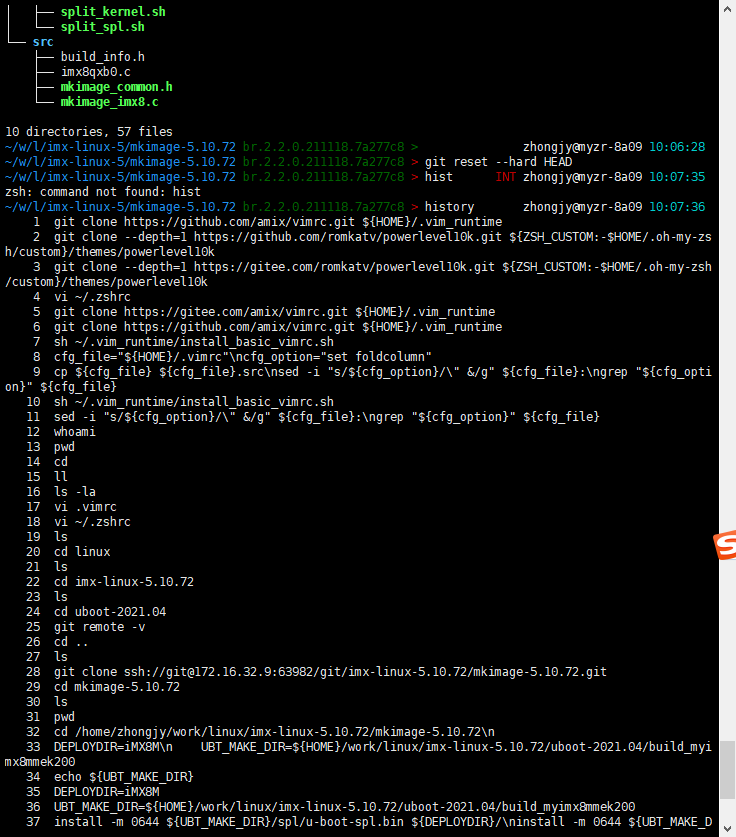 split_kernel.sh
split_spl.sh
src
build_info.h
imx8qxb0.c
mkimage_common.h
mkimage_imx8.c
10 directories, 57 files
~/w/l/imx-linux-5/mkimage-5.10.72 br.2.2.0.211118.7a277c8 > zhongjy@myzr-8a09 10:06:28
~/w/l/imx-linux-5/mkimage-5.10.72 br.2.2.0.211118.7a277c8 > git reset --hard HEAD
~/w/l/imx-linux-5/mkimage-5.10.72 br.2.2.0.211118.7a277c8 > hist INT zhongjy@myzr-8a09 10:07:35
zsh: command not found: hist
~/w/l/imx-linux-5/mkimage-5.10.72 br.2.2.0.211118.7a277c8 > history zhongjy@myzr-8a09 10:07:36
1 git clone https://github.com/amix/vimrc.git ${HOME}/.vim_runtime
2 git clone --depth=1 https://github.com/romkatv/powerlevel10k.git ${ZSH_CUSTOM:-$HOME/.oh-my-zs
h/custom}/themes/powerlevel10k
3 git clone --depth=1 https://gitee.com/romkatv/powerlevel10k.git ${ZSH_CUSTOM:-$HOME/.oh-my-zsh
/custom}/themes/powerlevel10k
4 vi ~/.zshrc
5 git clone https://gitee.com/amix/vimrc.git ${HOME}/.vim_runtime
6 git clone https://github.com/amix/vimrc.git ${HOME}/.vim_runtime
7 sh ~/.vim_runtime/install_basic_vimrc.sh
8 cfg_file="${HOME}/.vimrc"\ncfg_option="set foldcolumn"
9 cp ${cfg_file} ${cfg_file}.src\nsed -i "s/${cfg_option}/\" &/g" ${cfg_file}:\ngrep "${cfg_opti
on}" ${cfg_file}
10 sh ~/.vim_runtime/install_basic_vimrc.sh
11 sed -i "s/${cfg_option}/\" &/g" ${cfg_file}:\ngrep "${cfg_option}" ${cfg_file}
12 whoami
13 pwd
14 cd
15 ll
16 ls -la
17 vi .vimrc
18 vi ~/.zshrc
19 ls
20 cd linux
21 ls
22 cd imx-linux-5.10.72
23 ls
24 cd uboot-2021.04
25 git remote -v
26 cd ..
27 ls
28 git clone ssh://git@172.16.32.9:63982/git/imx-linux-5.10.72/mkimage-5.10.72.git
29 cd mkimage-5.10.72
30 ls
31 pwd
32 cd /home/zhongjy/work/linux/imx-linux-5.10.72/mkimage-5.10.72\n
33 DEPLOYDIR=iMX8M\n UBT_MAKE_DIR=${HOME}/work/linux/imx-linux-5.10.72/uboot-2021.04/build_myi
mx8mmek200
34 echo ${UBT_MAKE_DIR}
35 DEPLOYDIR=iMX8M
36 UBT_MAKE_DIR=${HOME}/work/linux/imx-linux-5.10.72/uboot-2021.04/build_myimx8mmek200
37 install -m 0644 ${UBT_MAKE_DIR}/spl/u-boot-spl.bin ${DEPLOYDIR}/\ninstall -m 0644 ${UBT_MAKE_D